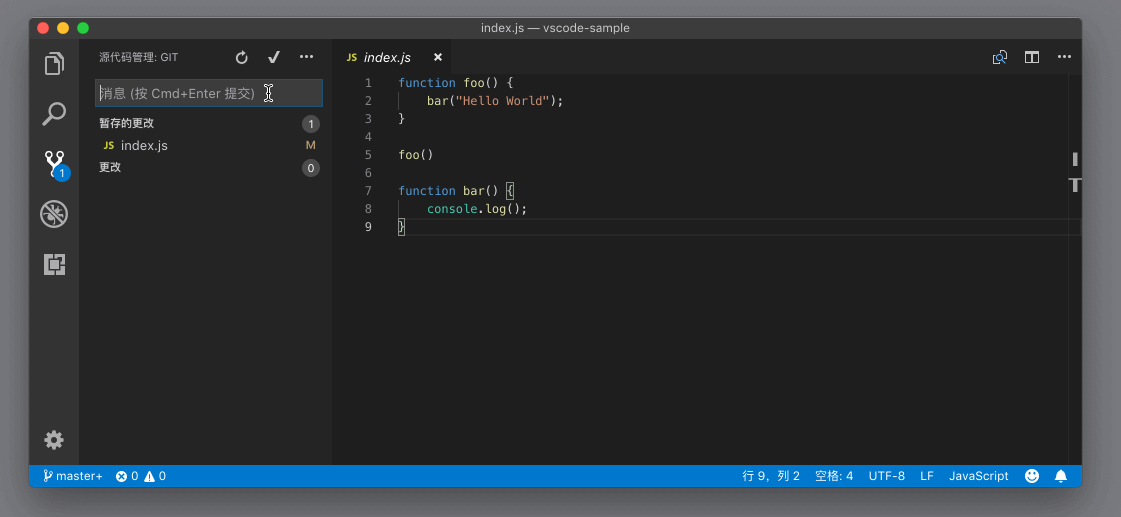 index.js — vscode-sample
源代码管理: GIT
消息 (按 Cmd+Enter 提交)
暂存的更改 1
JS index.js M
更改 0
1
JS index.js
1 function foo() {
2     bar("Hello World");
3 }
4
5 foo()
6
7 function bar() {
8     console.log();
9 }
master+ 0 0 行 9，列 2 空格: 4 UTF-8 LF JavaScript